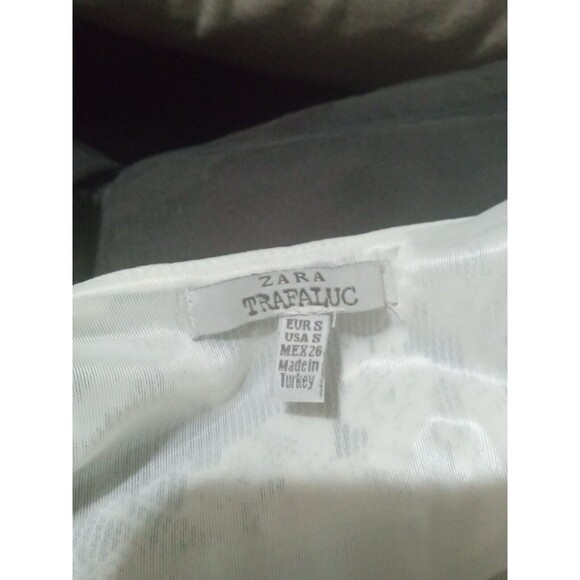 ZARA
TRAFALUC
EUR S
USA S
MEX 26
Made in
Turkey